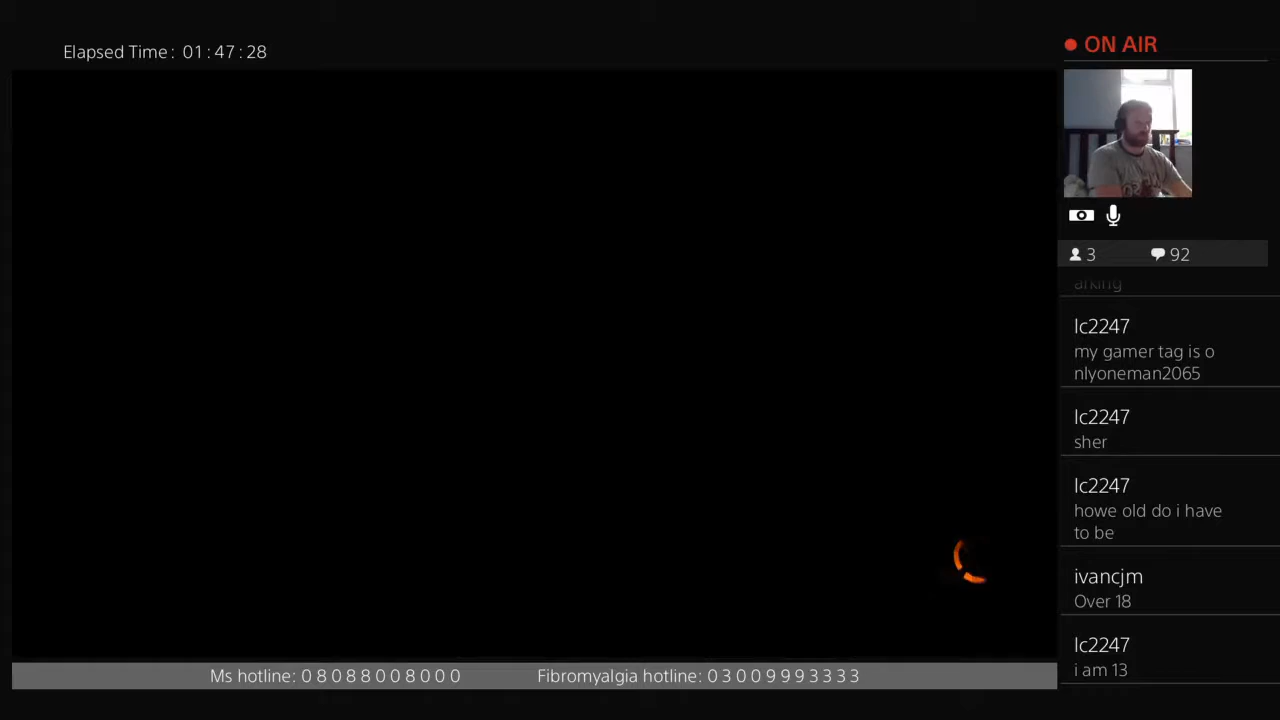 Elapsed Time: 01:47:28
ON AIR
3 92
arking
lc2247
my gamer tag is o
nlyoneman2065
lc2247
sher
lc2247
howe old do i have
to be
ivancjm
Over 18
lc2247
i am 13
Ms hotline: 0 8 0 8 8 0 0 8 0 0 0 Fibromyalgia hotline: 0 3 0 0 9 9 9 3 3 3 3